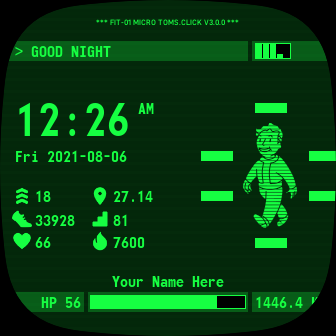 *** FIT-01 MICRO TOMS.CLICK V3.0.0 ***
> GOOD NIGHT
12:26 AM
Fri 2021-08-06
18 27.14
33928 81
66 7600
Your Name Here
HP 56 1446.4